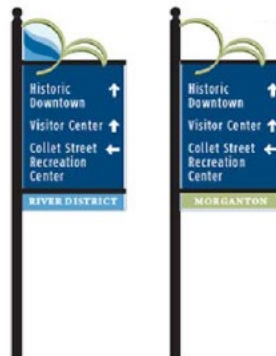 Historic
Downtown
Visitor Center
Collet Street
Recreation
Center
RIVER DISTRICT
Historic
Downtown
Visitor Center
Collet Street
Recreation
Center
MORGANTON